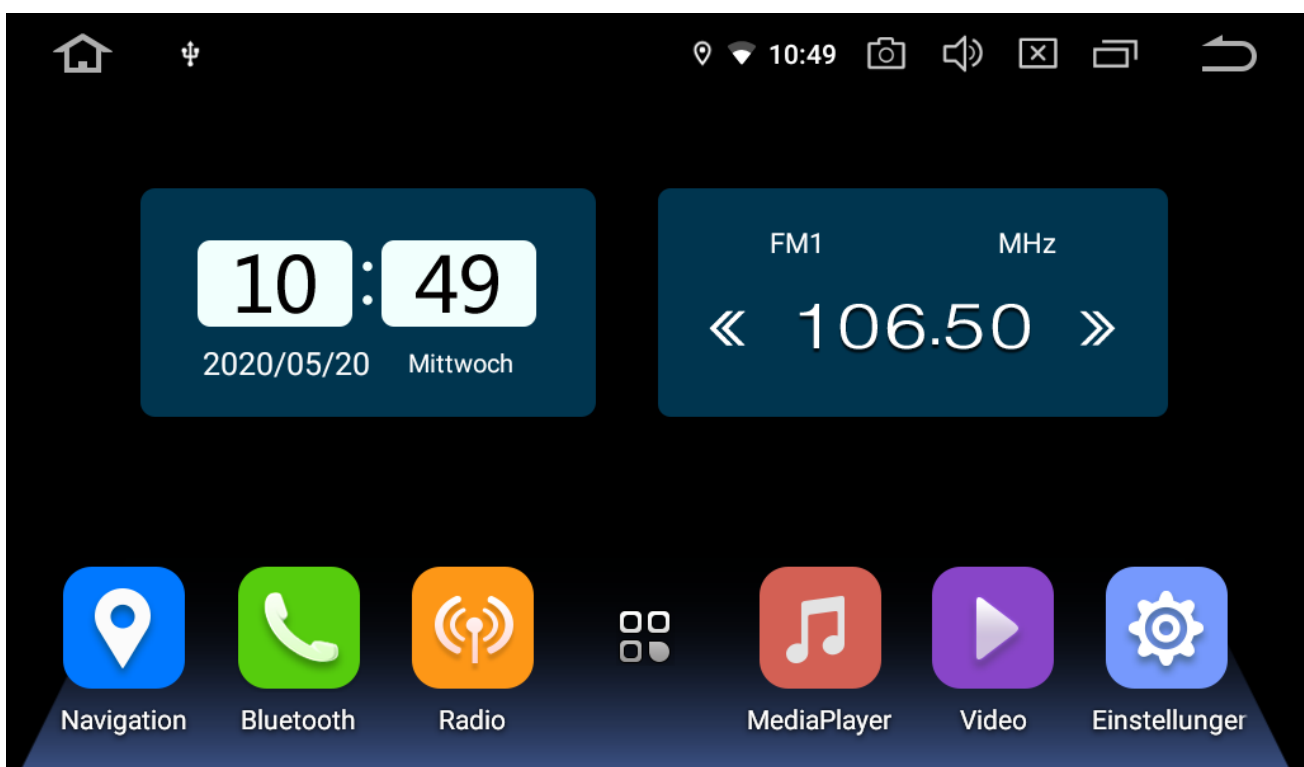 10:49
10:49
2020/05/20 Mittwoch
FM1 MHz
106.50
Navigation Bluetooth Radio MediaPlayer Video Einstellunger